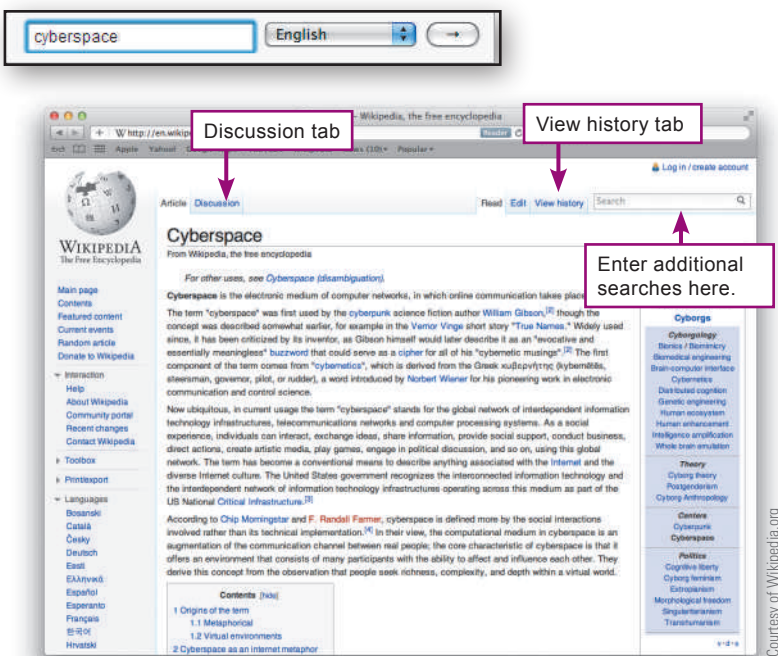 cyberspace English →
Wikipedia, the free encyclopedia
Discussion tab
View history tab
W http://en.wikip
Reader
Apple Yahoo!
(10) Popular
Log in / create account
Article Discussion Read Edit View history Search
WIKIPEDIA
The Free Encyclopedia
Enter additional
searches here.
Main page
Contents
Featured content
Current events
Random article
Donate to Wikipedia
Interaction
Help
About Wikipedia
Community portal
Recent changes
Contact Wikipedia
Toolbox
Print/export
Languages
Bosanski
Català
Česky
Deutsch
Eesti
Ελληνικά
Español
Esperanto
Français
한국어
Hrvatski
Cyberspace
From Wikipedia, the free encyclopedia
For other uses, see Cyberspace (disambiguation).
Cyberspace is the electronic medium of computer networks, in which online communication takes plac
The term "cyberspace" was first used by the cyberpunk science fiction author William Gibson,[2] though the
concept was described somewhat earlier, for example in the Vernor Vinge short story "True Names." Widely used
since, it has been criticized by its inventor, as Gibson himself would later describe it as an "evocative and
essentially meaningless" buzzword that could serve as a cipher for all of his "cybernetic musings".[2] The first
component of the term comes from "cybernetics", which is derived from the Greek κυβερνήτης (kybernētēs,
steersman, governor, pilot, or rudder), a word introduced by Norbert Wiener for his pioneering work in electronic
communication and control science.
Now ubiquitous, in current usage the term "cyberspace" stands for the global network of interdependent information
technology infrastructures, telecommunications networks and computer processing systems. As a social
experience, individuals can interact, exchange ideas, share information, provide social support, conduct business,
direct actions, create artistic media, play games, engage in political discussion, and so on, using this global
network. The term has become a conventional means to describe anything associated with the Internet and the
diverse Internet culture. The United States government recognizes the interconnected information technology and
the interdependent network of information technology infrastructures operating across this medium as part of the
US National Critical Infrastructure.[3]
According to Chip Morningstar and F. Randall Farmer, cyberspace is defined more by the social interactions
involved rather than its technical implementation.[4] In their view, the computational medium in cyberspace is an
augmentation of the communication channel between real people; the core characteristic of cyberspace is that it
offers an environment that consists of many participants with the ability to affect and influence each other. They
derive this concept from the observation that people seek richness, complexity, and depth within a virtual world.
Contents [hide]
1 Origins of the term
1.1 Metaphorical
1.2 Virtual environments
2 Cyberspace as an internet metaphor
Cyborgs
Cyborgology
Bionics / Biomimicry
Biomedical engineering
Brain-computer interface
Cybernetics
Distributed cognition
Genetic engineering
Human ecosystem
Human enhancement
Intelligence amplification
Whole brain emulation
Theory
Cyborg theory
Postgenderism
Cyborg Anthropology
Centers
Cyberpunk
Cyberspace
Politics
Cognitive liberty
Cyborg feminism
Extropianism
Morphological freedom
Singularitarianism
Transhumanism
v·d·e
Courtesy of Wikipedia.org